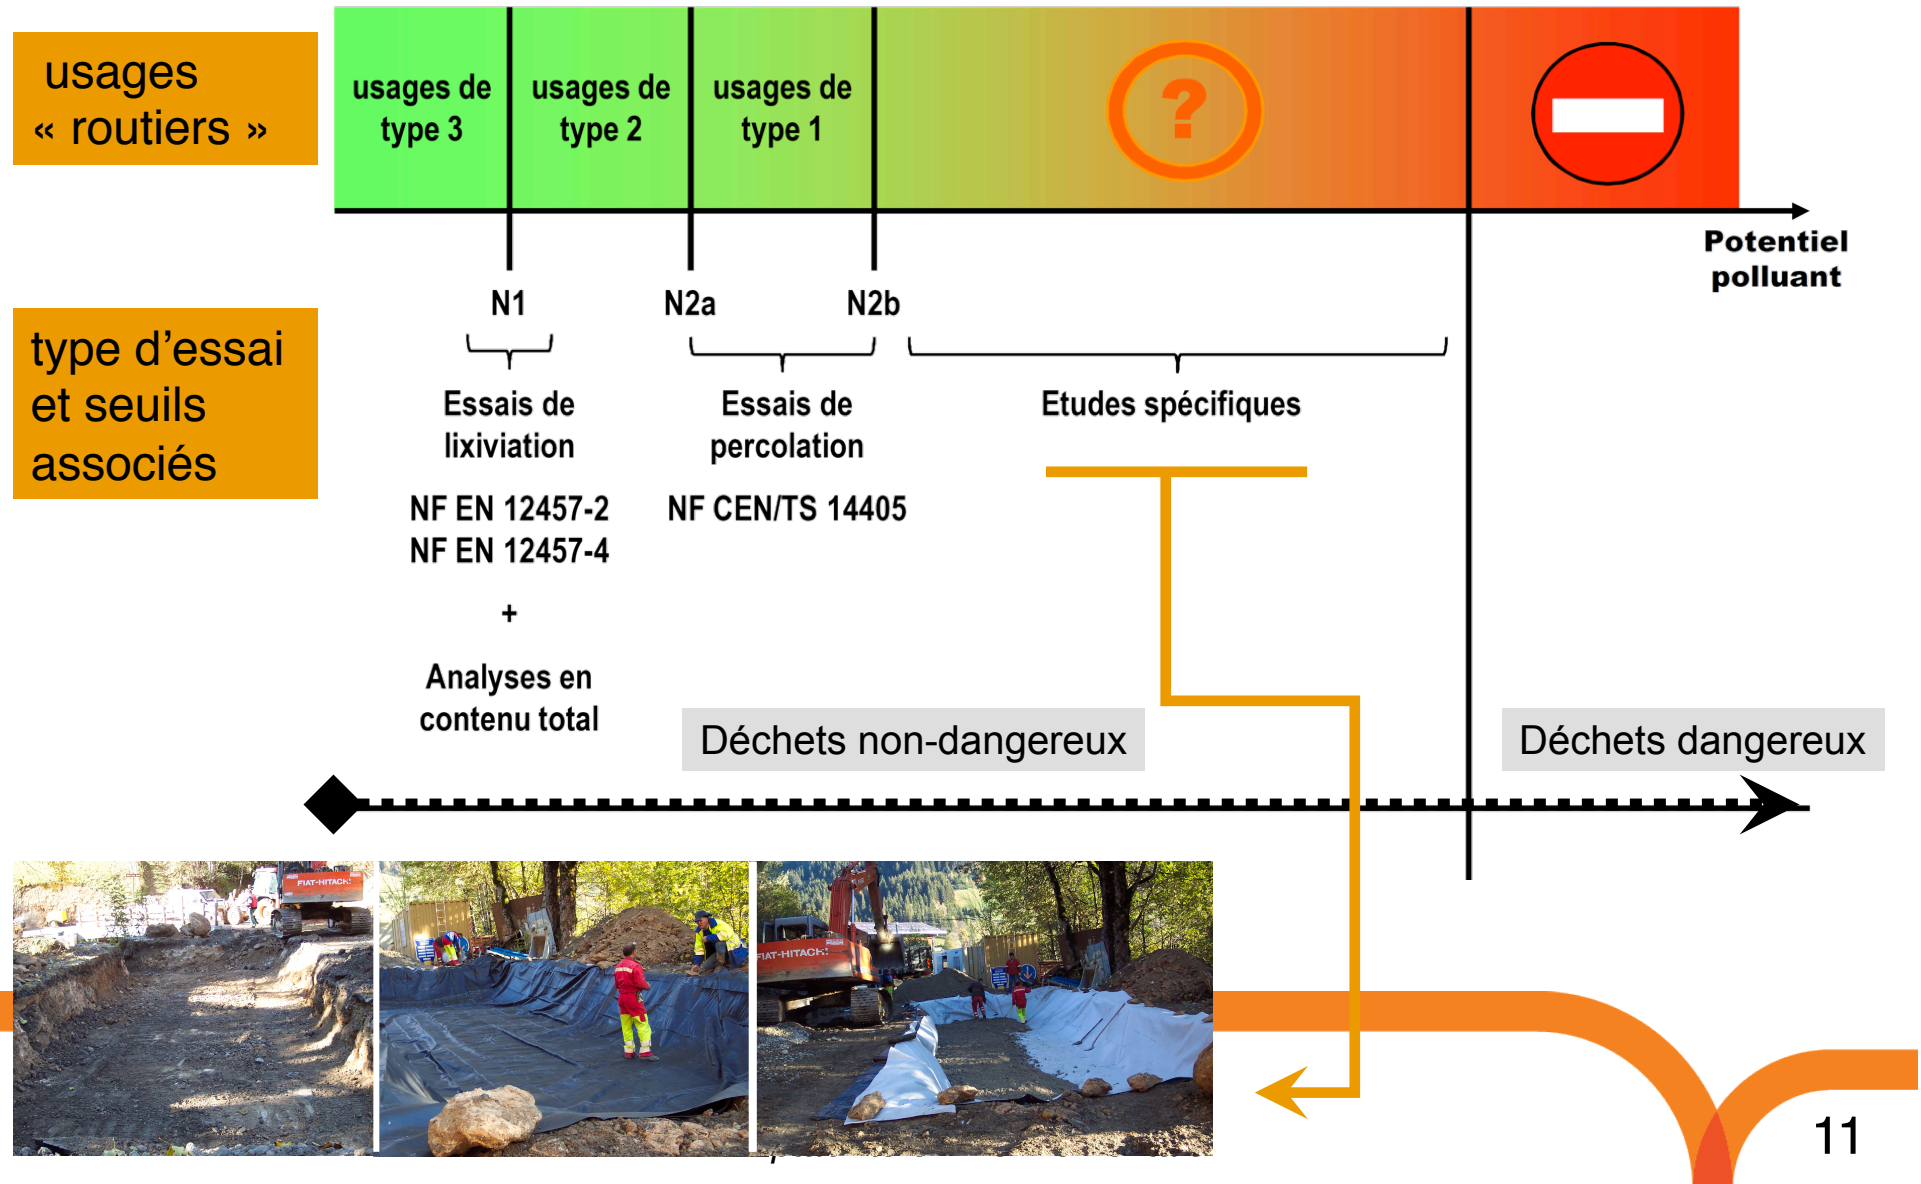 usages
« routiers »
usages de
type 3
usages de
type 2
usages de
type 1
?
Potentiel
polluant
type d’essai
et seuils
associés
N1
N2a
N2b
Essais de
lixiviation
NF EN 12457-2
NF EN 12457-4
+
Analyses en
contenu total
Essais de
percolation
NF CEN/TS 14405
Etudes spécifiques
Déchets non-dangereux
Déchets dangereux
FIAT-HITACHI
FIAT-HITACHI
11